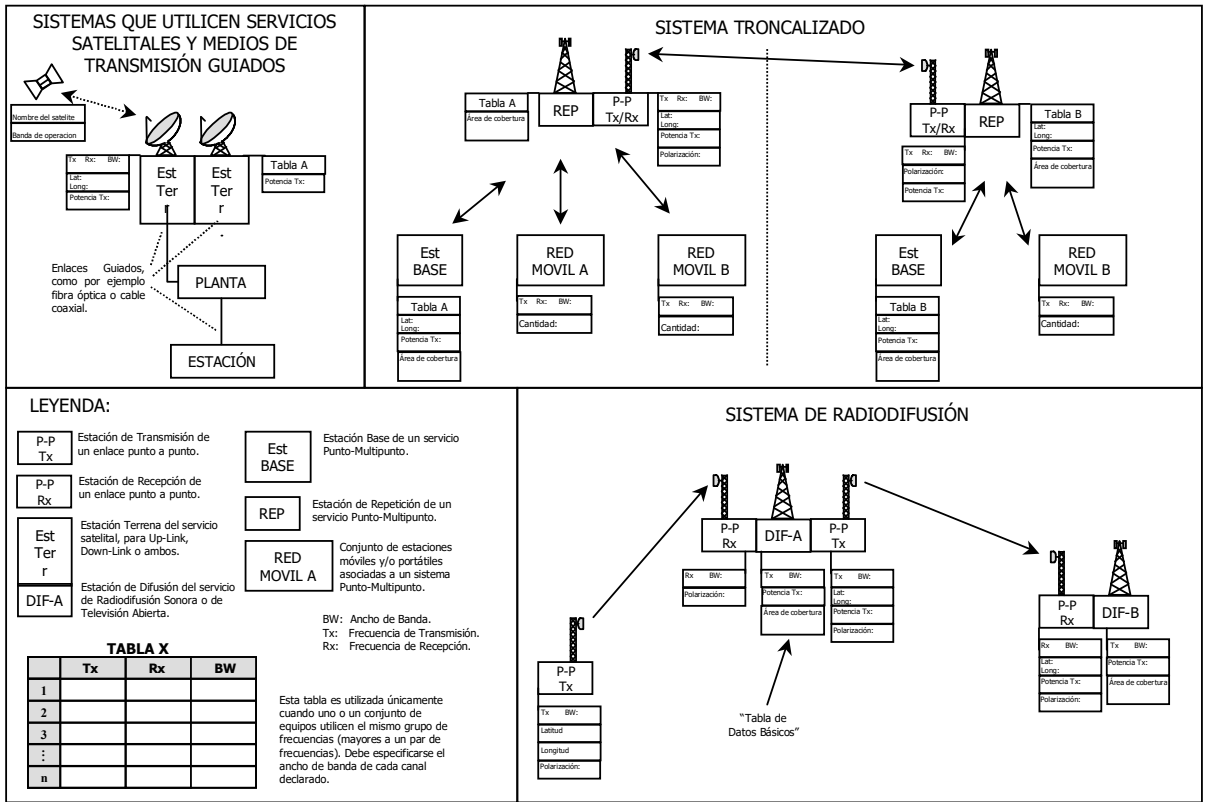 SISTEMAS QUE UTILICEN SERVICIOS
SATELITALES Y MEDIOS DE
TRANSMISIÓN GUIADOS
Nombre del satelite
Banda de operacion
Tx Rx: BW:
Lat:
Long:
Potencia Tx:
Est
Ter
r
Est
Ter
r
.
Tabla A
Potencia Tx:
Enlaces Guiados,
como por ejemplo
fibra óptica o cable
coaxial.
PLANTA
ESTACIÓN
SISTEMA TRONCALIZADO
Tabla A
Área de cobertura
REP
P-P
Tx/Rx
Tx Rx: BW:
Lat:
Long:
Potencia Tx:
Polarización:
P-P
Tx/Rx
REP
Tabla B
Lat:
Long:
Potencia Tx:
Área de cobertura
Tx Rx: BW:
Polarización:
Potencia Tx:
Est
BASE
RED
MOVIL A
RED
MOVIL B
Est
BASE
RED
MOVIL B
Tabla A
Lat:
Long:
Potencia Tx:
Área de cobertura
Tx Rx: BW:
Cantidad:
Tx Rx: BW:
Cantidad:
Tabla B
Lat:
Long:
Potencia Tx:
Área de cobertura
Tx Rx: BW:
Cantidad:
LEYENDA:
P-P
Tx
Estación de Transmisión de
un enlace punto a punto.
P-P
Rx
Estación de Recepción de
un enlace punto a punto.
Est
Ter
r
Estación Terrena del servicio
satelital, para Up-Link,
Down-Link o ambos.
DIF-A
Estación de Difusión del servicio
de Radiodifusión Sonora o de
Televisión Abierta.
Est
BASE
Estación Base de un servicio
Punto-Multipunto.
REP
Estación de Repetición de un
servicio Punto-Multipunto.
RED
MOVIL A
Conjunto de estaciones
móviles y/o portátiles
asociadas a un sistema
Punto-Multipunto.
BW: Ancho de Banda.
Tx: Frecuencia de Transmisión.
Rx: Frecuencia de Recepción.
TABLA X
Tx Rx BW
1
2
3
⋮
n
Esta tabla es utilizada únicamente
cuando uno o un conjunto de
equipos utilicen el mismo grupo de
frecuencias (mayores a un par de
frecuencias). Debe especificarse el
ancho de banda de cada canal
declarado.
SISTEMA DE RADIODIFUSIÓN
P-P
Rx
DIF-A
P-P
Tx
Rx BW:
Polarización:
Tx BW:
Potencia Tx:
Área de cobertura
Tx BW:
Lat:
Long:
Potencia Tx:
Polarización:
P-P
Tx
Tx BW:
Latitud
Longitud
Polarización:
"Tabla de
Datos Básicos"
P-P
Rx
DIF-B
Rx BW:
Lat:
Long:
Potencia Tx:
Polarización:
Tx BW:
Potencia Tx:
Área de cobertura